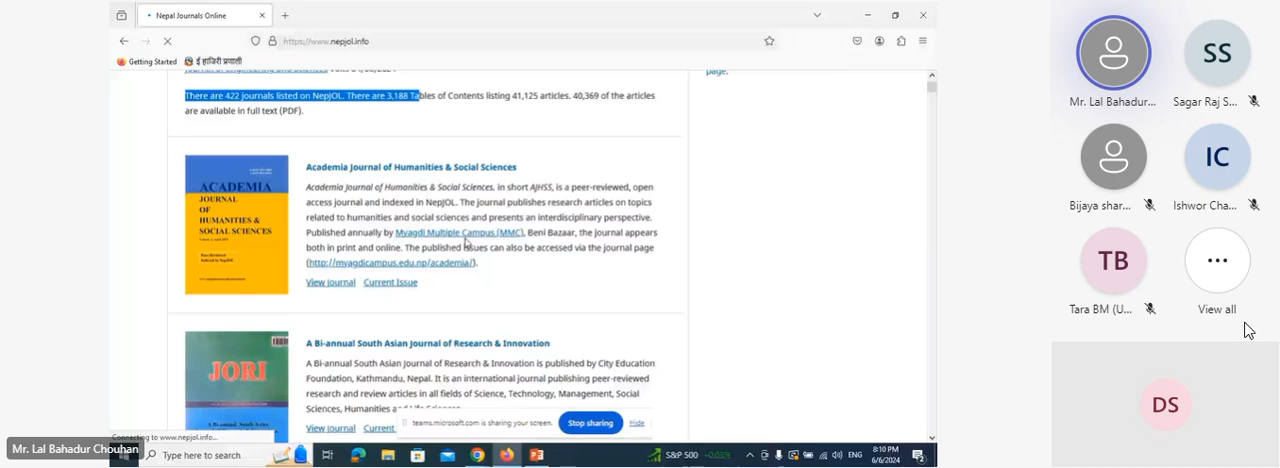 Nepal Journals Online
https://www.nepjol.info
Getting Started
ई हाजिरी प्रणाली
page.
There are 422 journals listed on NepJOL. There are 3,188 Tables of Contents listing 41,125 articles. 40,369 of the articles
are available in full text (PDF).
ACADEMIA
JOURNAL
OF
HUMANITIES &
SOCIAL SCIENCES
Academia Journal of Humanities & Social Sciences
Academia Journal of Humanities & Social Sciences, in short AJHSS, is a peer-reviewed, open
access journal and indexed in NepJOL. The journal publishes research articles on topics
related to humanities and social sciences and presents an interdisciplinary perspective.
Published annually by Myagdi Multiple Campus (MMC), Beni Bazaar, the journal appears
both in print and online. The published issues can also be accessed via the journal page
(http://myagdicampus.edu.np/academia/).
View Journal Current Issue
JORI
A Bi-annual South Asian Journal of Research & Innovation
A Bi-annual South Asian Journal of Research & Innovation is published by City Education
Foundation, Kathmandu, Nepal. It is an international journal publishing peer-reviewed
research and review articles in all fields of Science, Technology, Management, Social
Sciences, Humanities
View Journal Current
teams.microsoft.com is sharing your screen.
Stop sharing
Hide
Connecting to www.nepjol.info...
Mr. Lal Bahadur Chouhan
Type here to search
S&P 500 +0.03%
ENG
8:10 PM
6/6/2024
2
Mr. Lal Bahadur...
SS
Sagar Raj S...
Bijaya shar...
IC
Ishwor Cha...
TB
Tara BM (U...
View all
DS